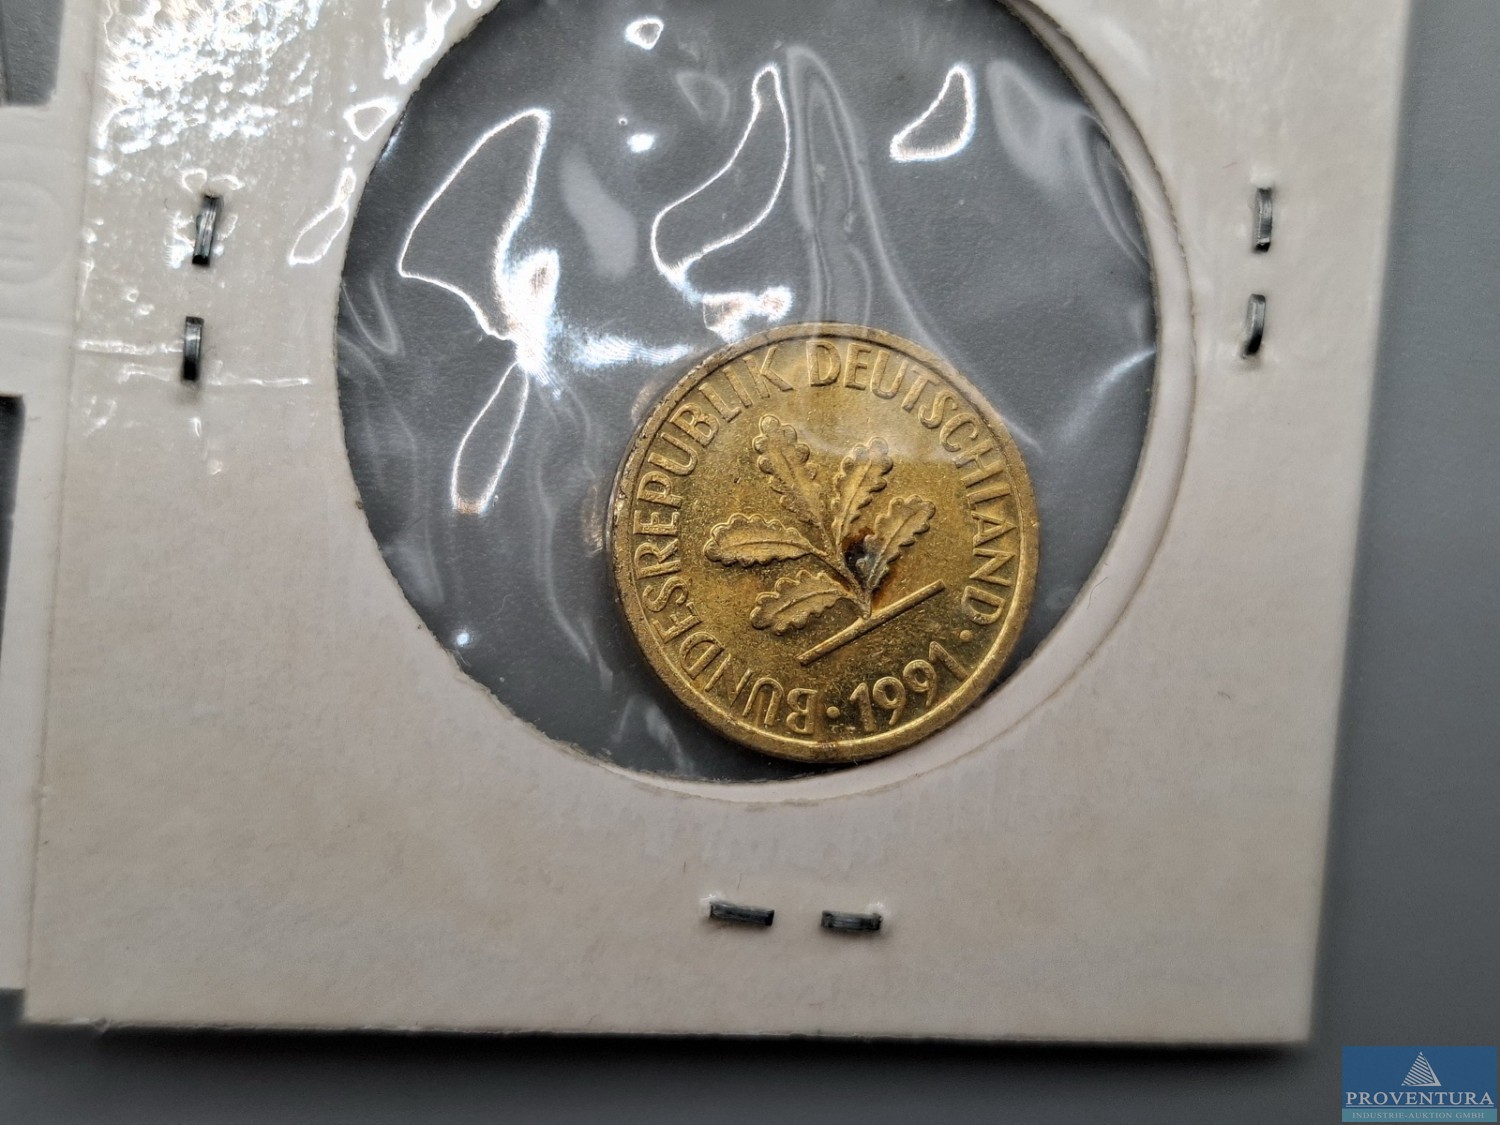 BUNDESREPUBLIK DEUTSCHLAND · 1991 ·
PROVENTURA
INDUSTRIE-AUKTION GMBH